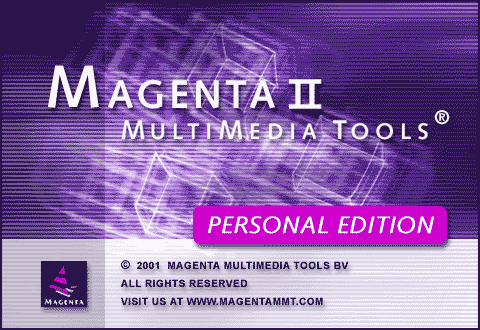 MAGENTA II
MULTIMEDIA TOOLS®
PERSONAL EDITION
© 2001 MAGENTA MULTIMEDIA TOOLS BV
ALL RIGHTS RESERVED
VISIT US AT WWW.MAGENTAMMT.COM
MAGENTA